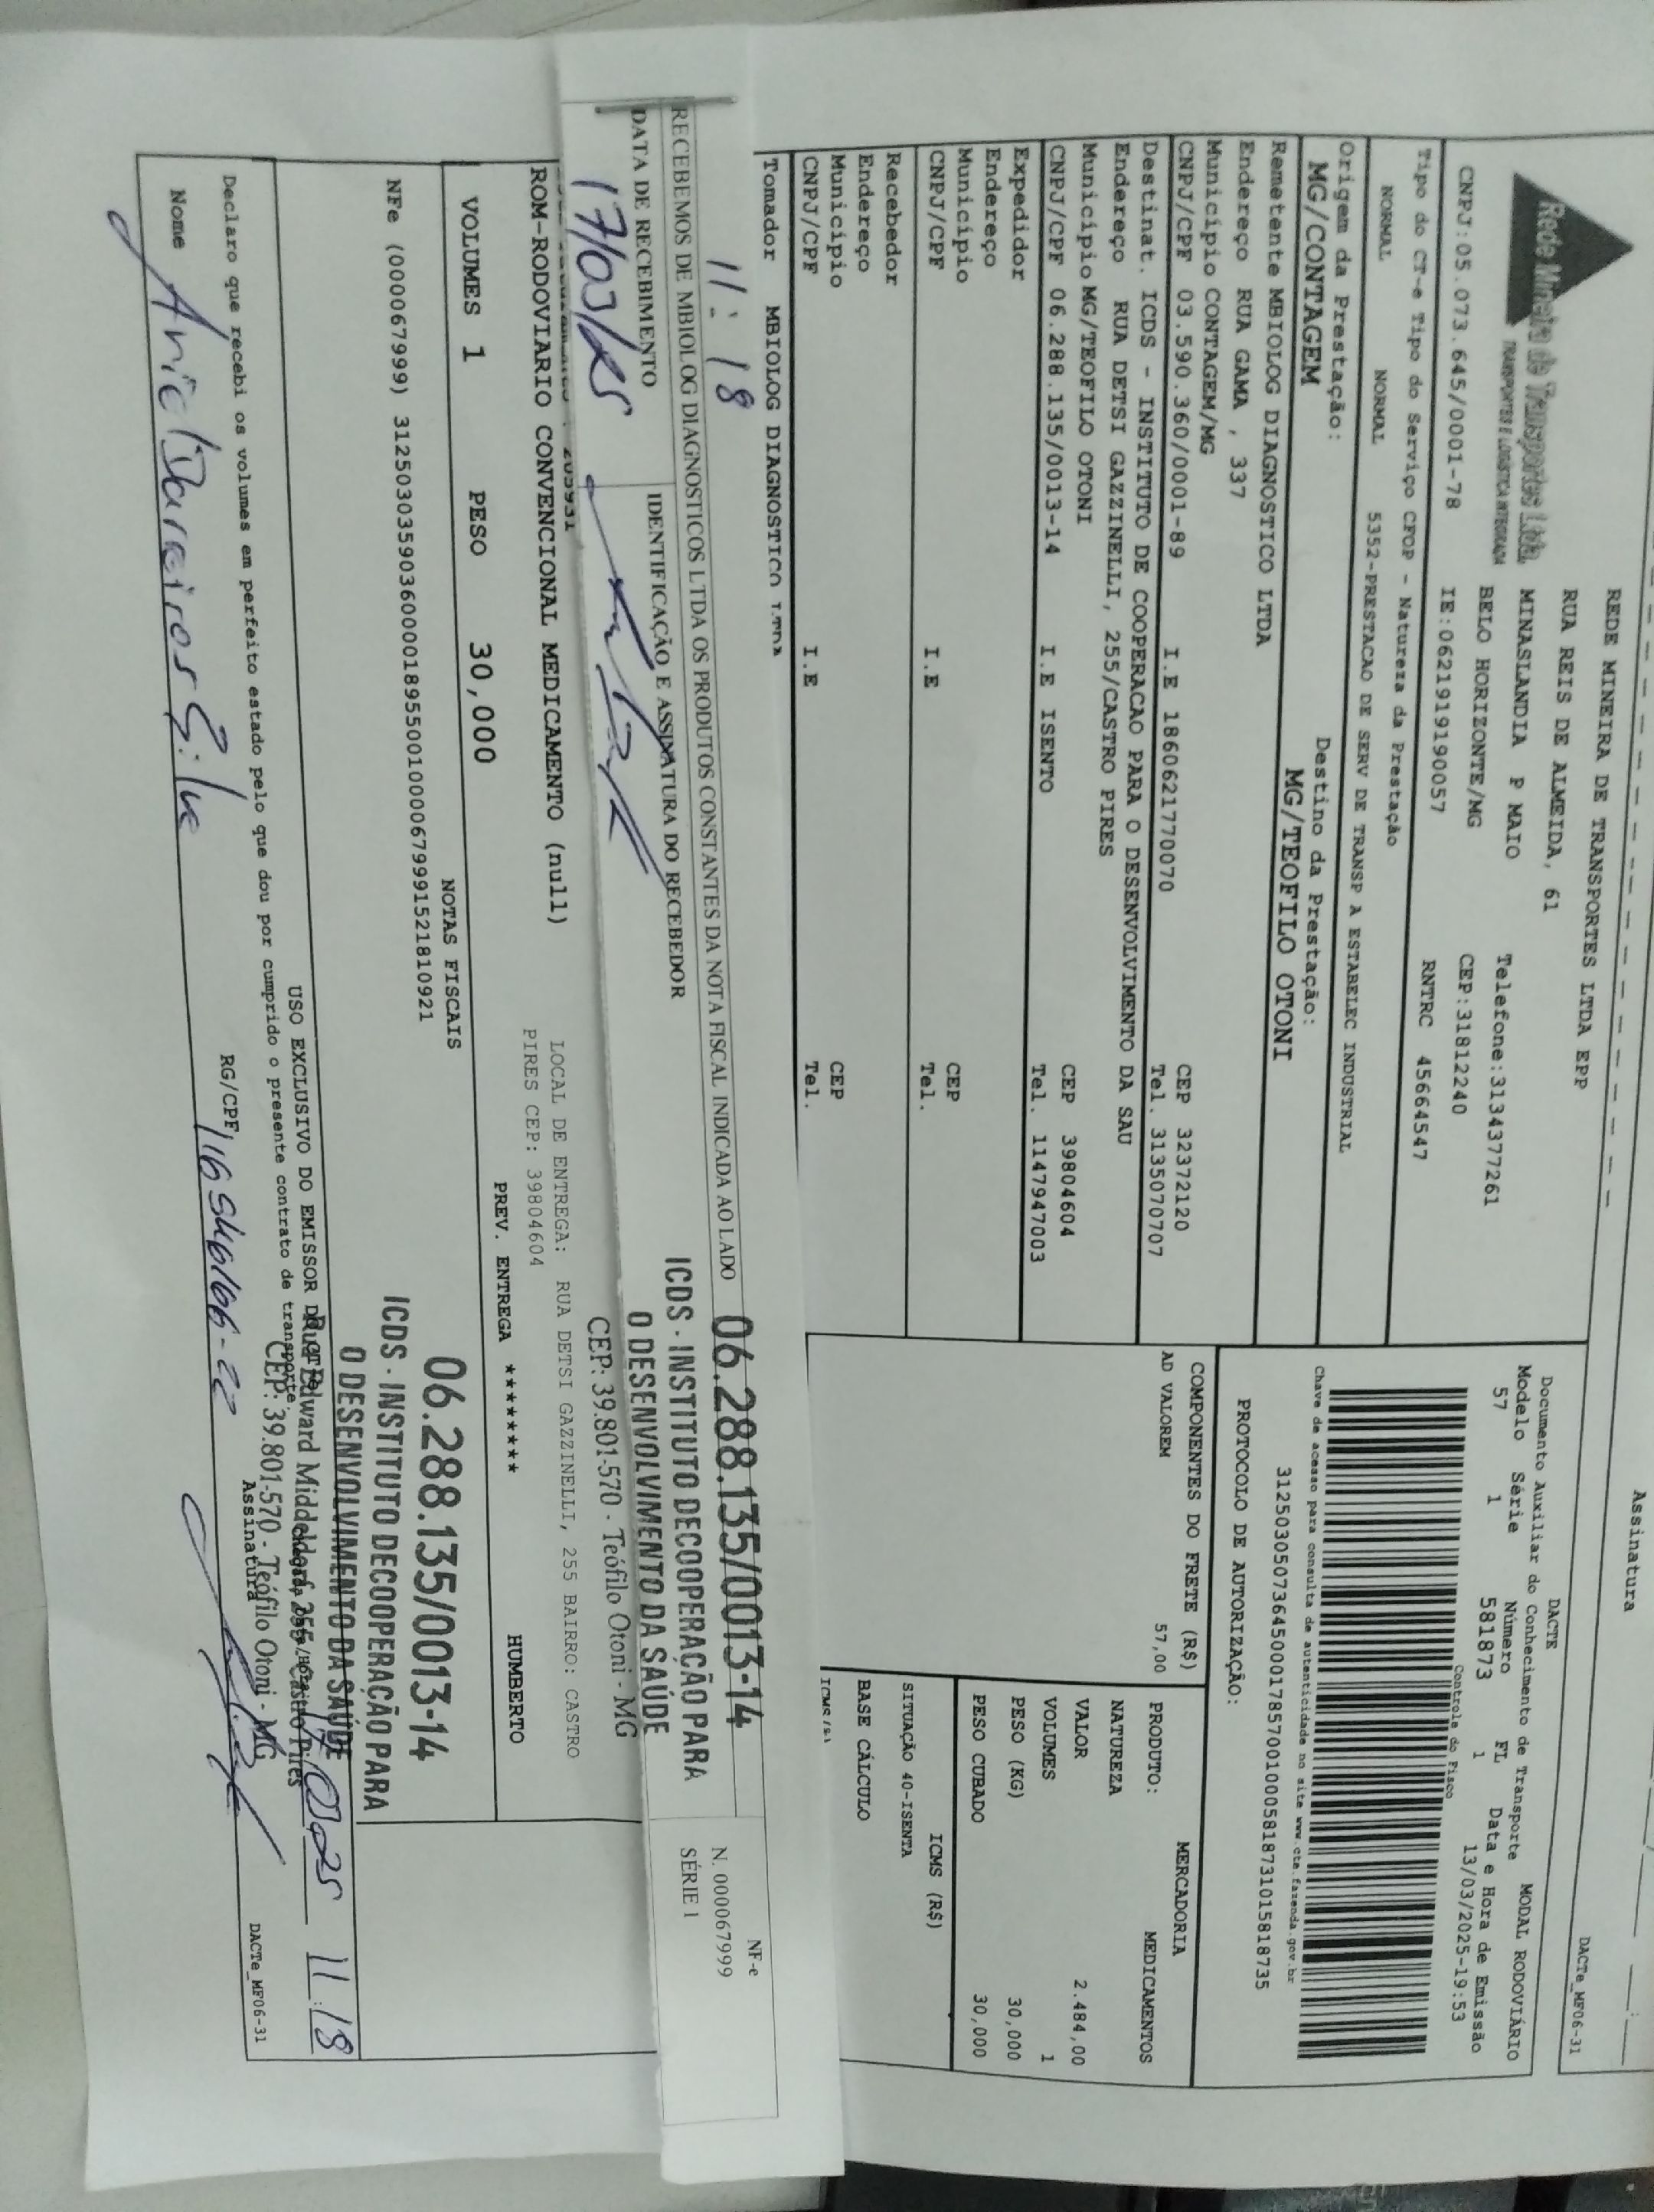 Assinatura
DACTe_MF06-31
Rede Mineira de Transportes Ltda.
TRANSPORTES E LOGISTICA INTEGRADA
REDE MINEIRA DE TRANSPORTES LTDA EPP
RUA REIS DE ALMEIDA, 61
MINASLANDIA P MAIO Telefone:3134377261
BELO HORIZONTE/MG CEP:31812240
CNPJ:05.073.645/0001-78 IE:0621919190057 RNTRC 45664547
DACTE
Documento Auxiliar do Conhecimento de Transporte MODAL RODOVIÁRIO
Modelo Série Número FL Data e Hora de Emissão
57 1 581873 1 13/03/2025-19:53
Controle do Fisco
Chave de acesso para consulta de autenticidade no site www.cte.fazenda.gov.br
PROTOCOLO DE AUTORIZAÇÃO:
Tipo do CT-e Tipo do Serviço CFOP - Natureza da Prestação
NORMAL NORMAL 5352-PRESTACAO DE SERV DE TRANSP A ESTABELEC INDUSTRIAL
Origem da Prestação: Destino da Prestação:
MG/CONTAGEM MG/TEOFILO OTONI
Remetente MBIOLOG DIAGNOSTICO LTDA
Endereço RUA GAMA , 337
Município CONTAGEM/MG CEP 32372120
CNPJ/CPF 03.590.360/0001-89 I.E 1860621770070 Tel. 313507070​7
Destinat. ICDS - INSTITUTO DE COOPERACAO PARA O DESENVOLVIMENTO DA SAU
Endereço RUA DETSI GAZZINELLI, 255/CASTRO PIRES
Município MG/TEOFILO OTONI CEP 39804604
CNPJ/CPF 06.288.135/0013-14 I.E ISENTO Tel. 1147947003
Expedidor
Endereço
Município CEP
CNPJ/CPF I.E Tel.
Recebedor
Endereço
Município CEP
CNPJ/CPF I.E Tel.
Tomador MBIOLOG DIAGNOSTICO LTDA
COMPONENTES DO FRETE (R$)
AD VALOREM 57,00
MERCADORIA
PRODUTO: MEDICAMENTOS
NATUREZA
VALOR 2.484,00
VOLUMES 1
PESO (KG) 30,000
PESO CUBADO 30,000
ICMS (R$)
SITUAÇÃO 40-ISENTA
BASE CÁLCULO
11:18
RECEBEMOS DE MBIOLOG DIAGNOSTICOS LTDA OS PRODUTOS CONSTANTES DA NOTA FISCAL INDICADA AO LADO
DATA DE RECEBIMENTO IDENTIFICAÇÃO E ASSINATURA DO RECEBEDOR
17/03/25
06.288.135/0013-14
ICDS - INSTITUTO DE COOPERAÇÃO PARA
O DESENVOLVIMENTO DA SAÚDE
CEP: 39.801-570 - Teófilo Otoni - MG
NF-e
N. 000067999
SÉRIE 1
ROM-RODOVIARIO CONVENCIONAL MEDICAMENTO (null)
LOCAL DE ENTREGA: RUA DETSI GAZZINELLI, 255 BAIRRO: CASTRO
PIRES CEP: 39804604
VOLUMES 1 PESO 30,000 PREV. ENTREGA ******** HUMBERTO
NOTAS FISCAIS
NFe (000067999) 31250303590360000189550010000679991521810921
06.288.135/0013-14
ICDS - INSTITUTO DE COOPERAÇÃO PARA
O DESENVOLVIMENTO DA SAÚDE
CEP: 39.801-570 - Teófilo Otoni - MG
USO EXCLUSIVO DO EMISSOR DO CT-e
Declaro que recebi os volumes em perfeito estado pelo que dou por cumprido o presente contrato de transporte.
Nome RG/CPF Assinatura
11:18
DACTe_MF06-31